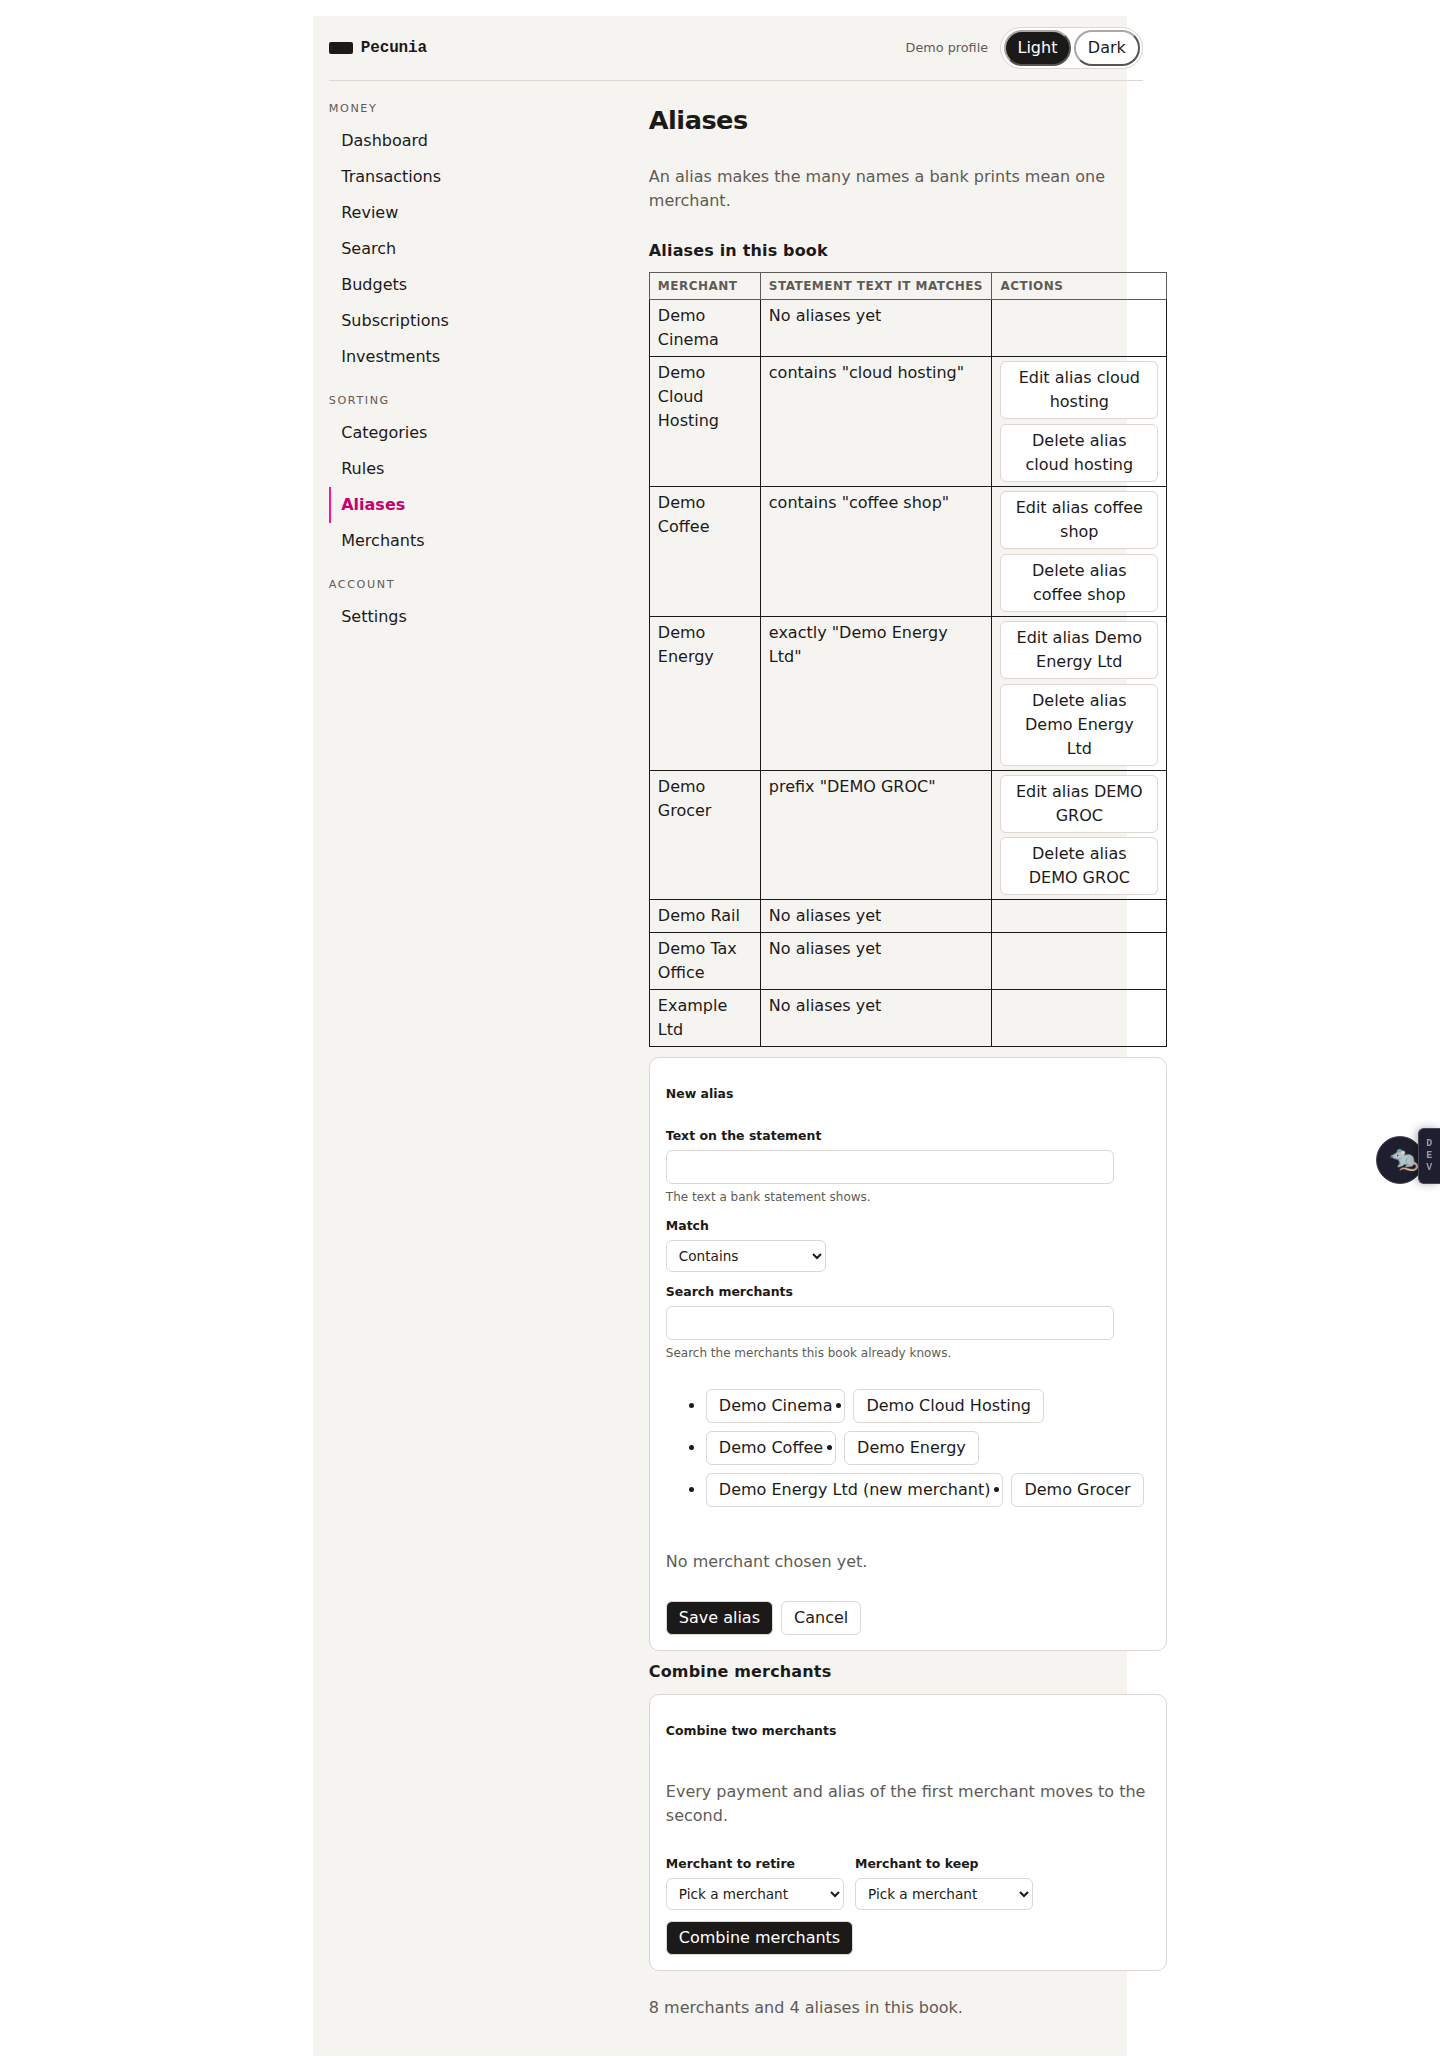 Pecunia
Demo profile
Light
Dark
MONEY
Dashboard
Transactions
Review
Search
Budgets
Subscriptions
Investments
SORTING
Categories
Rules
Aliases
Merchants
ACCOUNT
Settings
Aliases
An alias makes the many names a bank prints mean one
merchant.
Aliases in this book
MERCHANT STATEMENT TEXT IT MATCHES ACTIONS
Demo
Cinema
No aliases yet
Demo
Cloud
Hosting
contains "cloud hosting"
Edit alias cloud
hosting
Delete alias
cloud hosting
Demo
Coffee
contains "coffee shop"
Edit alias coffee
shop
Delete alias
coffee shop
Demo
Energy
exactly "Demo Energy
Ltd"
Edit alias Demo
Energy Ltd
Delete alias
Demo Energy
Ltd
Demo
Grocer
prefix "DEMO GROC"
Edit alias DEMO
GROC
Delete alias
DEMO GROC
Demo Rail
No aliases yet
Demo Tax
Office
No aliases yet
Example
Ltd
No aliases yet
New alias
Text on the statement
The text a bank statement shows.
Match
Contains
Search merchants
Search the merchants this book already knows.
Demo Cinema
Demo Cloud Hosting
Demo Coffee
Demo Energy
Demo Energy Ltd (new merchant)
Demo Grocer
No merchant chosen yet.
Save alias
Cancel
Combine merchants
Combine two merchants
Every payment and alias of the first merchant moves to the
second.
Merchant to retire
Merchant to keep
Pick a merchant
Pick a merchant
Combine merchants
8 merchants and 4 aliases in this book.
DEV